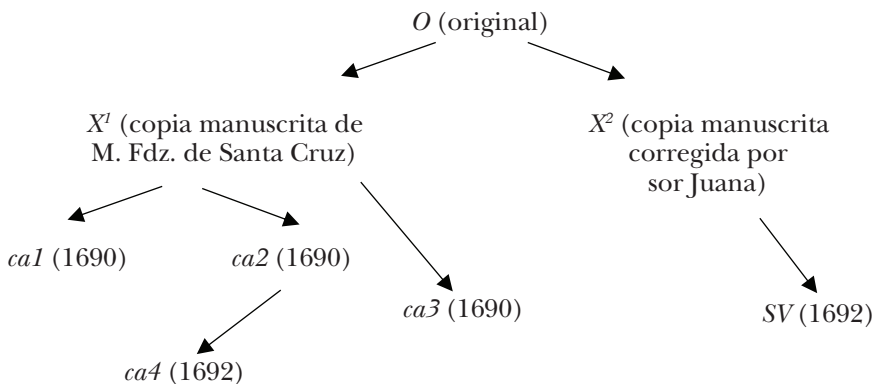 O (original)
X¹ (copia manuscrita de
M. Fdz. de Santa Cruz)
X² (copia manuscrita
corregida por
sor Juana)
ca1 (1690)
ca2 (1690)
ca3 (1690)
SV (1692)
ca4 (1692)